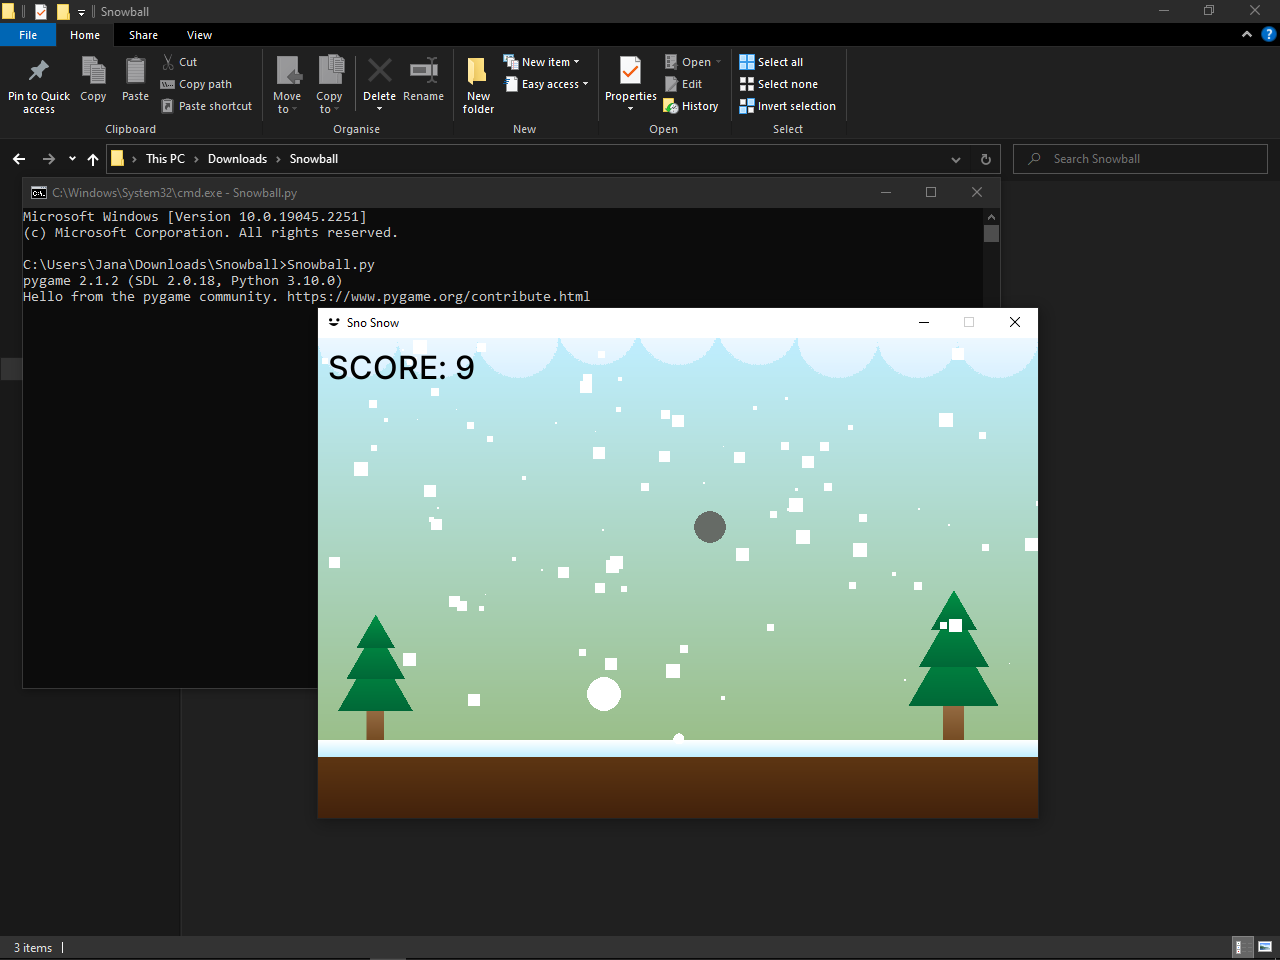 Snowball
File Home Share View
Pin to Quick access
Copy
Paste
Cut
Copy path
Paste shortcut
Clipboard
Move to
Copy to
Delete
Rename
Organise
New folder
New item
Easy access
New
Properties
Open
Edit
History
Open
Select all
Select none
Invert selection
Select
This PC > Downloads > Snowball
Search Snowball
C:\Windows\System32\cmd.exe - Snowball.py
Microsoft Windows [Version 10.0.19045.2251]
(c) Microsoft Corporation. All rights reserved.
C:\Users\Jana\Downloads\Snowball>Snowball.py
pygame 2.1.2 (SDL 2.0.18, Python 3.10.0)
Hello from the pygame community. https://www.pygame.org/contribute.html
Sno Snow
SCORE: 9
3 items